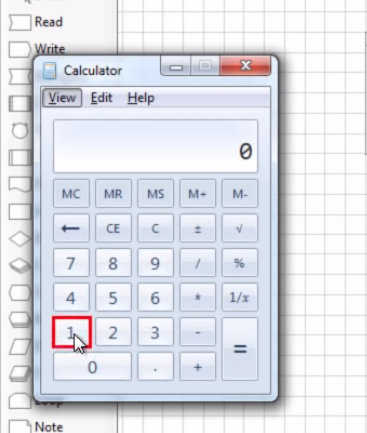 Read
Write
Calculator
View Edit Help
0
MC MR MS M+ M-
← CE C ± √
7 8 9 / %
4 5 6 * 1/x
1 2 3 -
=
0 . +
Note